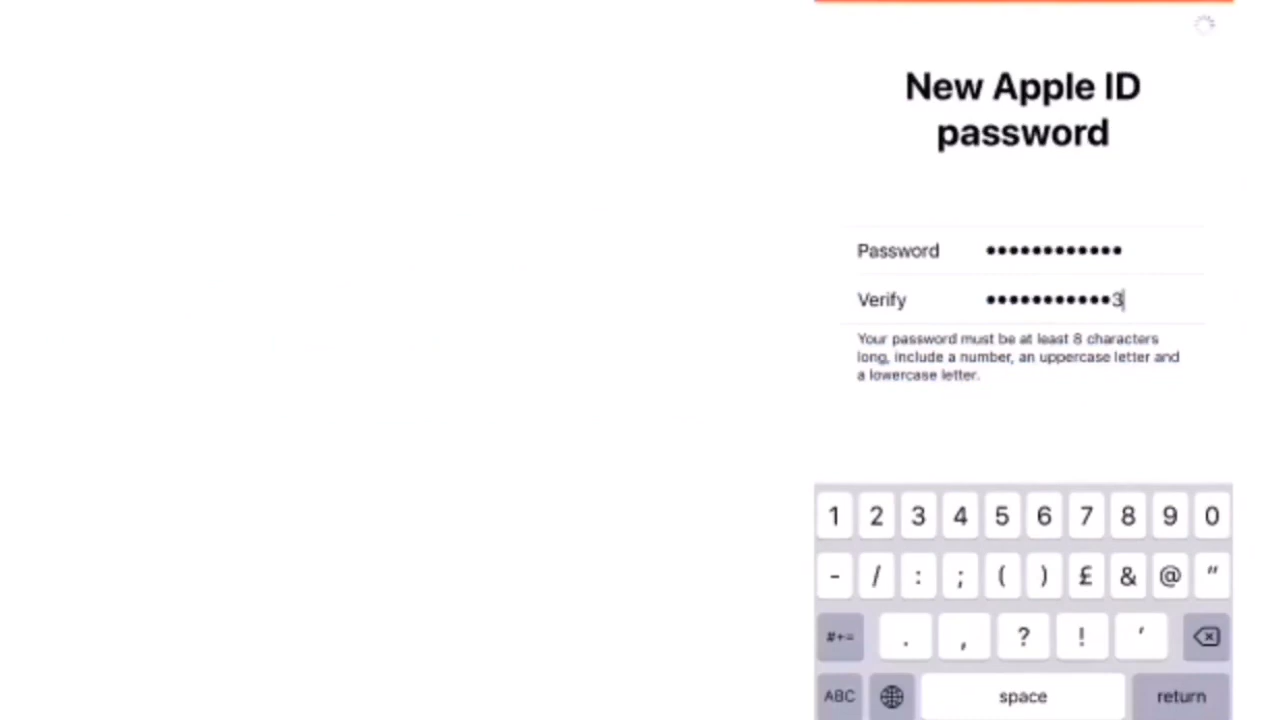 New Apple ID
password
Password ••••••••••••
Verify •••••••••••3
Your password must be at least 8 characters
long, include a number, an uppercase letter and
a lowercase letter.
1 2 3 4 5 6 7 8 9 0
- / : ; ( ) £ & @ "
#+= . , ? ! '
ABC space return